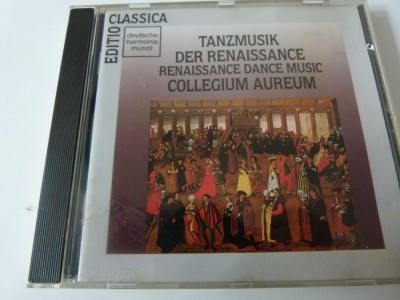 EDITIO CLASSICA
deutsche
harmonia
mundi
TANZMUSIK
DER RENAISSANCE
RENAISSANCE DANCE MUSIC
COLLEGIUM AUREUM